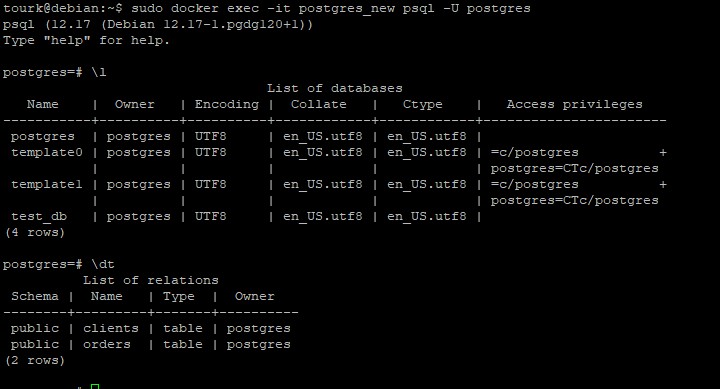 tourk@debian:~$ sudo docker exec -it postgres_new psql -U postgres
psql (12.17 (Debian 12.17-1.pgdg120+1))
Type "help" for help.

postgres=# \l
                                 List of databases
   Name    |  Owner   | Encoding |  Collate   |   Ctype    |   Access privileges
-----------+----------+----------+------------+------------+-----------------------
 postgres  | postgres | UTF8     | en_US.utf8 | en_US.utf8 |
 template0 | postgres | UTF8     | en_US.utf8 | en_US.utf8 | =c/postgres          +
           |          |          |            |            | postgres=CTc/postgres
 template1 | postgres | UTF8     | en_US.utf8 | en_US.utf8 | =c/postgres          +
           |          |          |            |            | postgres=CTc/postgres
 test_db   | postgres | UTF8     | en_US.utf8 | en_US.utf8 |
(4 rows)

postgres=# \dt
          List of relations
 Schema |  Name   | Type  |  Owner
--------+---------+-------+----------
 public | clients | table | postgres
 public | orders  | table | postgres
(2 rows)